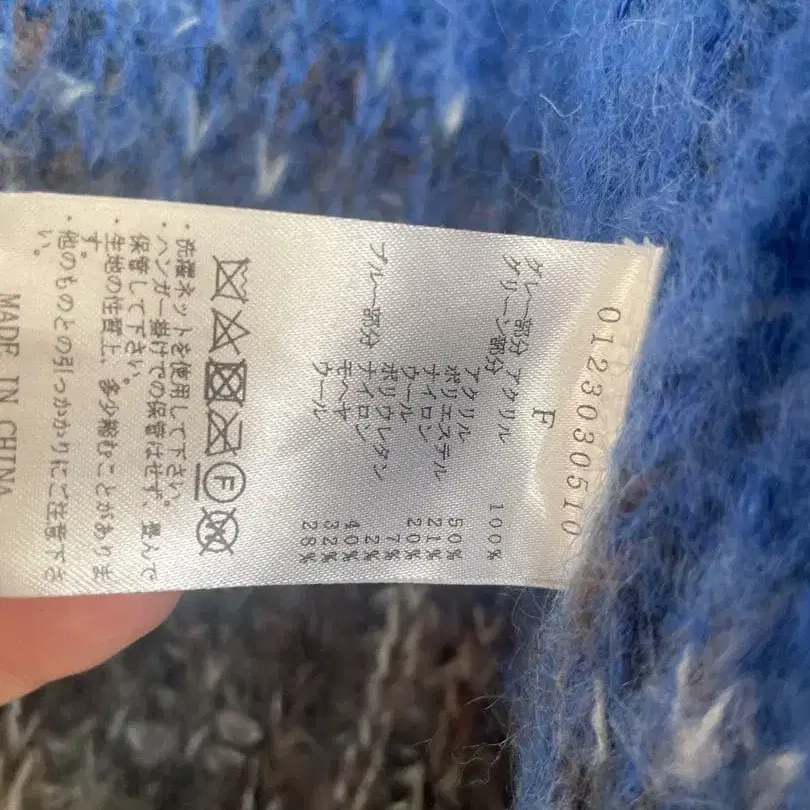 0123030510
F
グレー部分 アクリル 100%
グリーン部分 アクリル 50%
ポリエステル 21%
ナイロン 20%
ウール 7%
ポリウレタン 2%
ブルー部分 ナイロン 40%
モヘヤ 32%
ウール 28%
F W
・洗濯ネットを使用して下さい。
・ハンガー掛けでの保管はせず、畳んで
保管して下さい。
・生地の性質上、多少縮むことがありま
す。
・他のものとの引っかかりにご注意下さ
い。
MADE IN CHINA